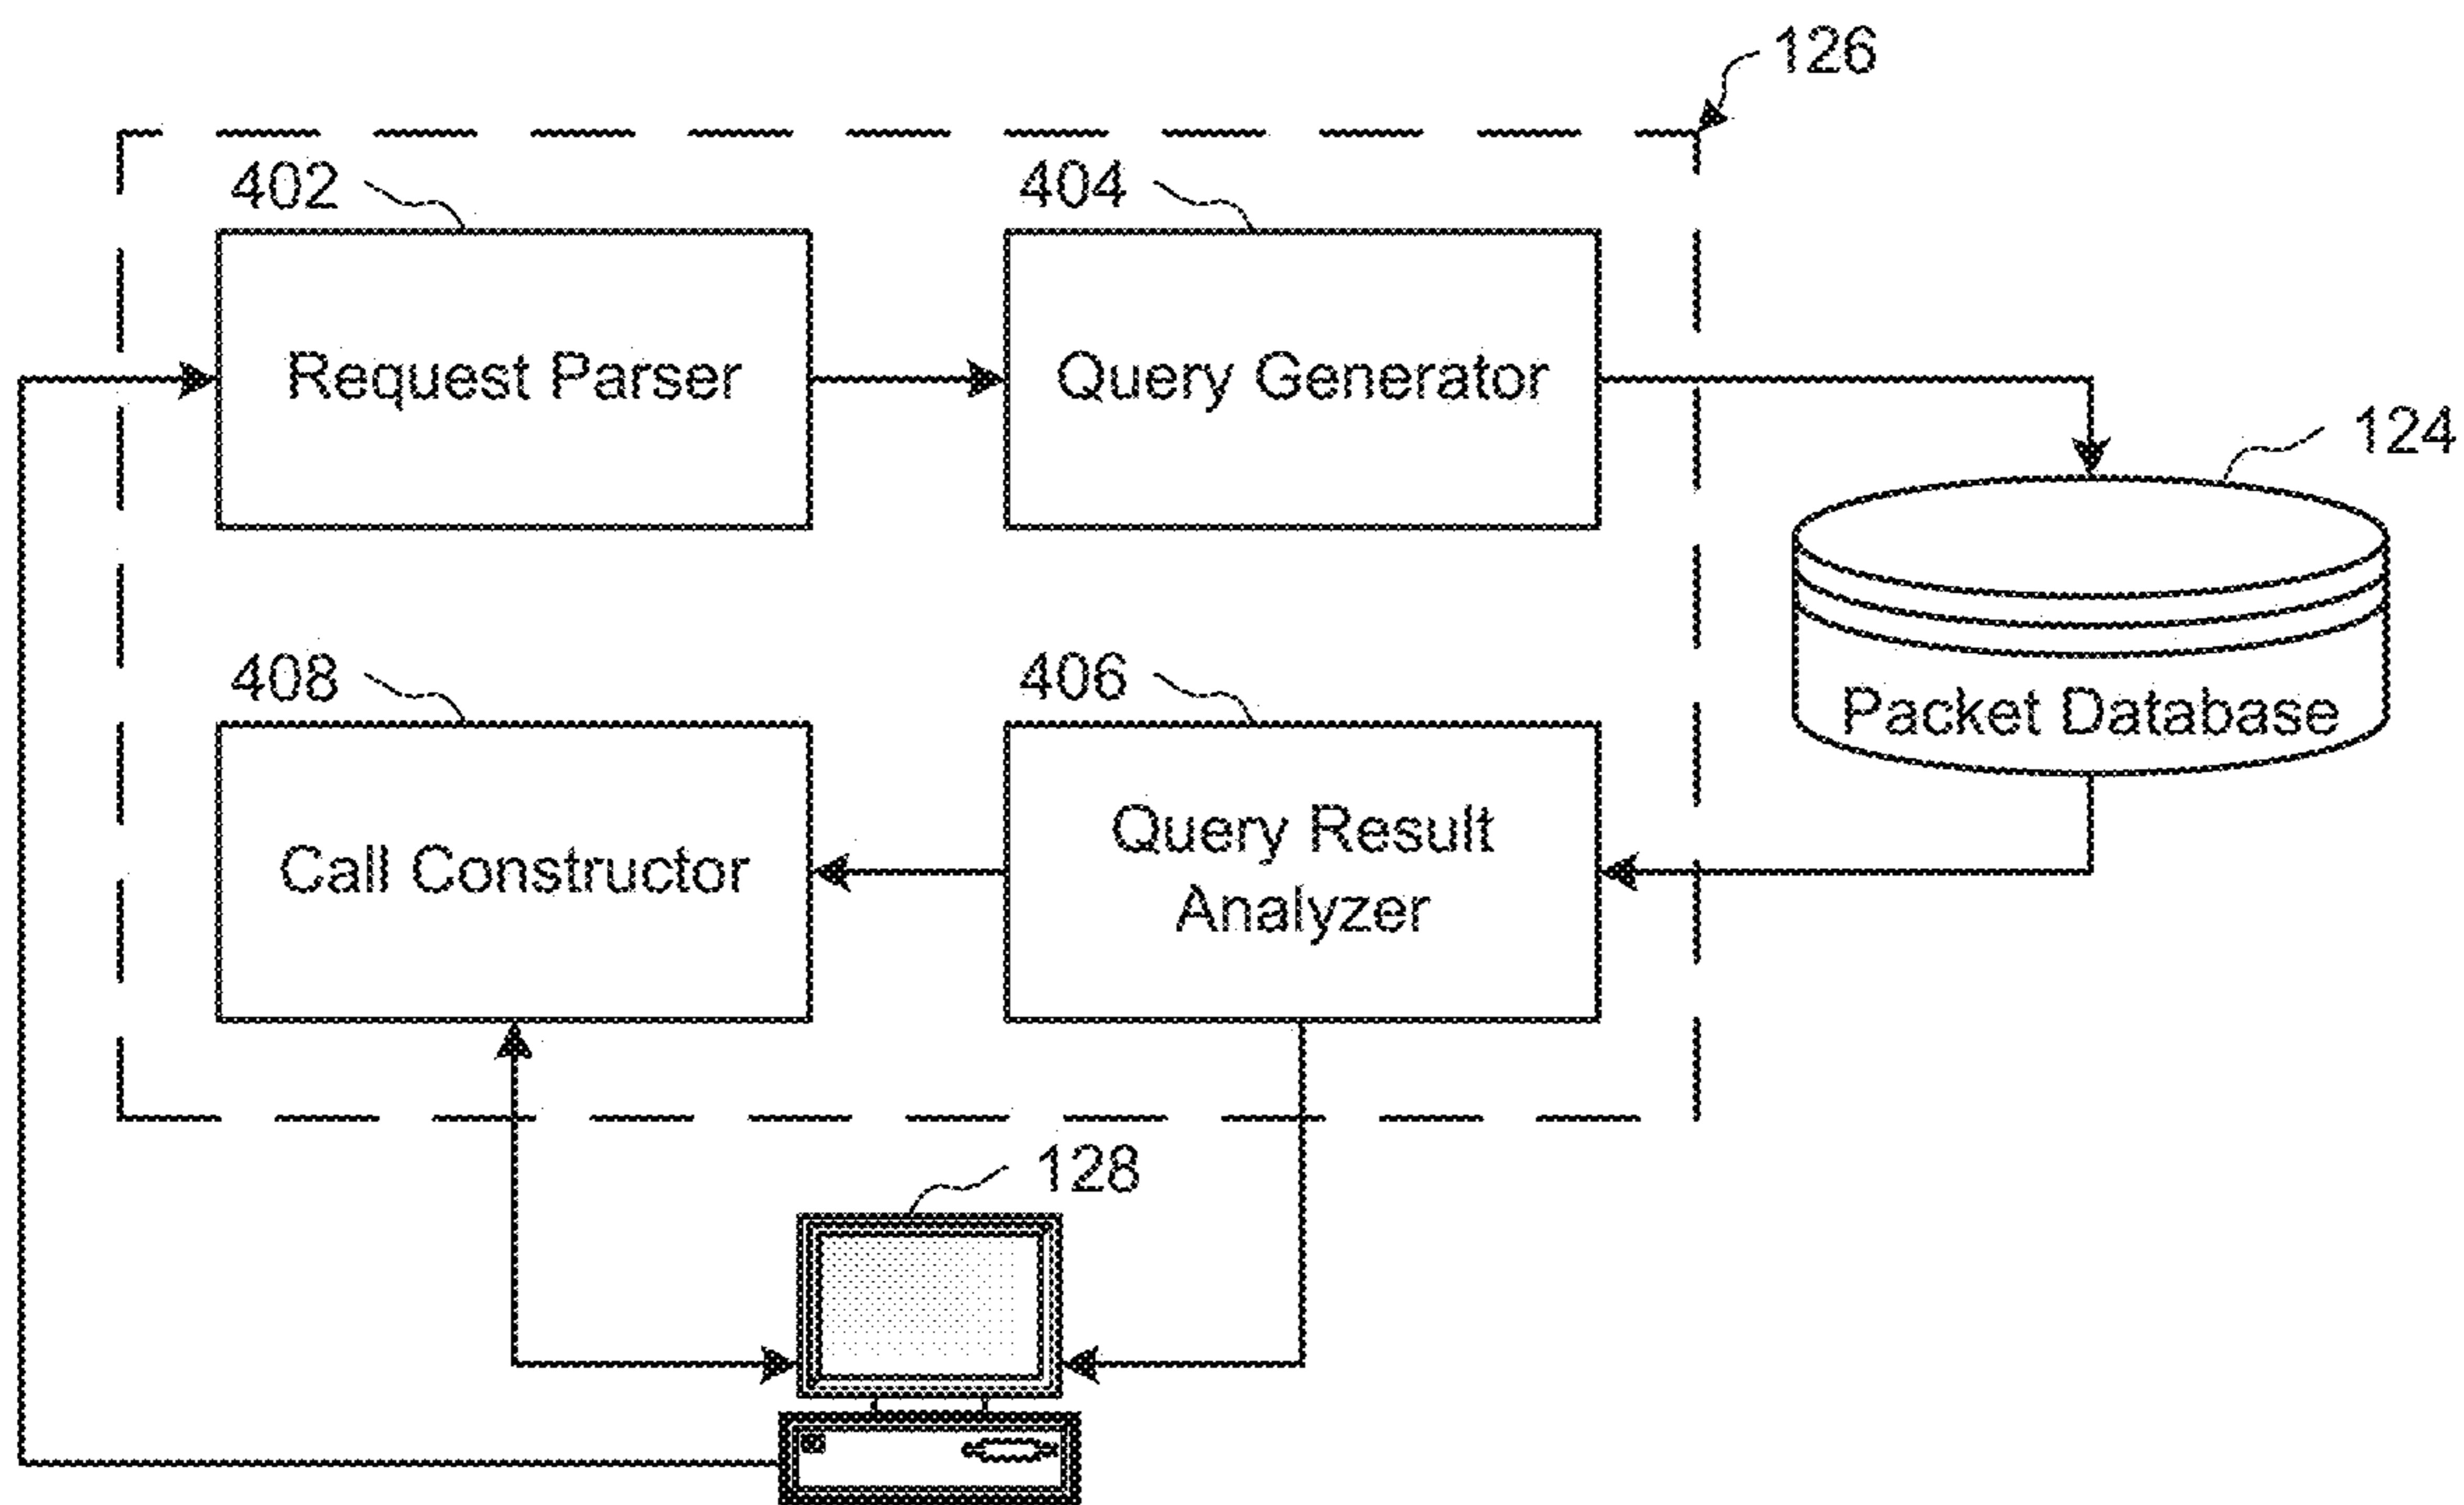 126
402
404
Request Parser
Query Generator
124
408
406
Packet Database
Call Constructor
Query Result
Analyzer
128